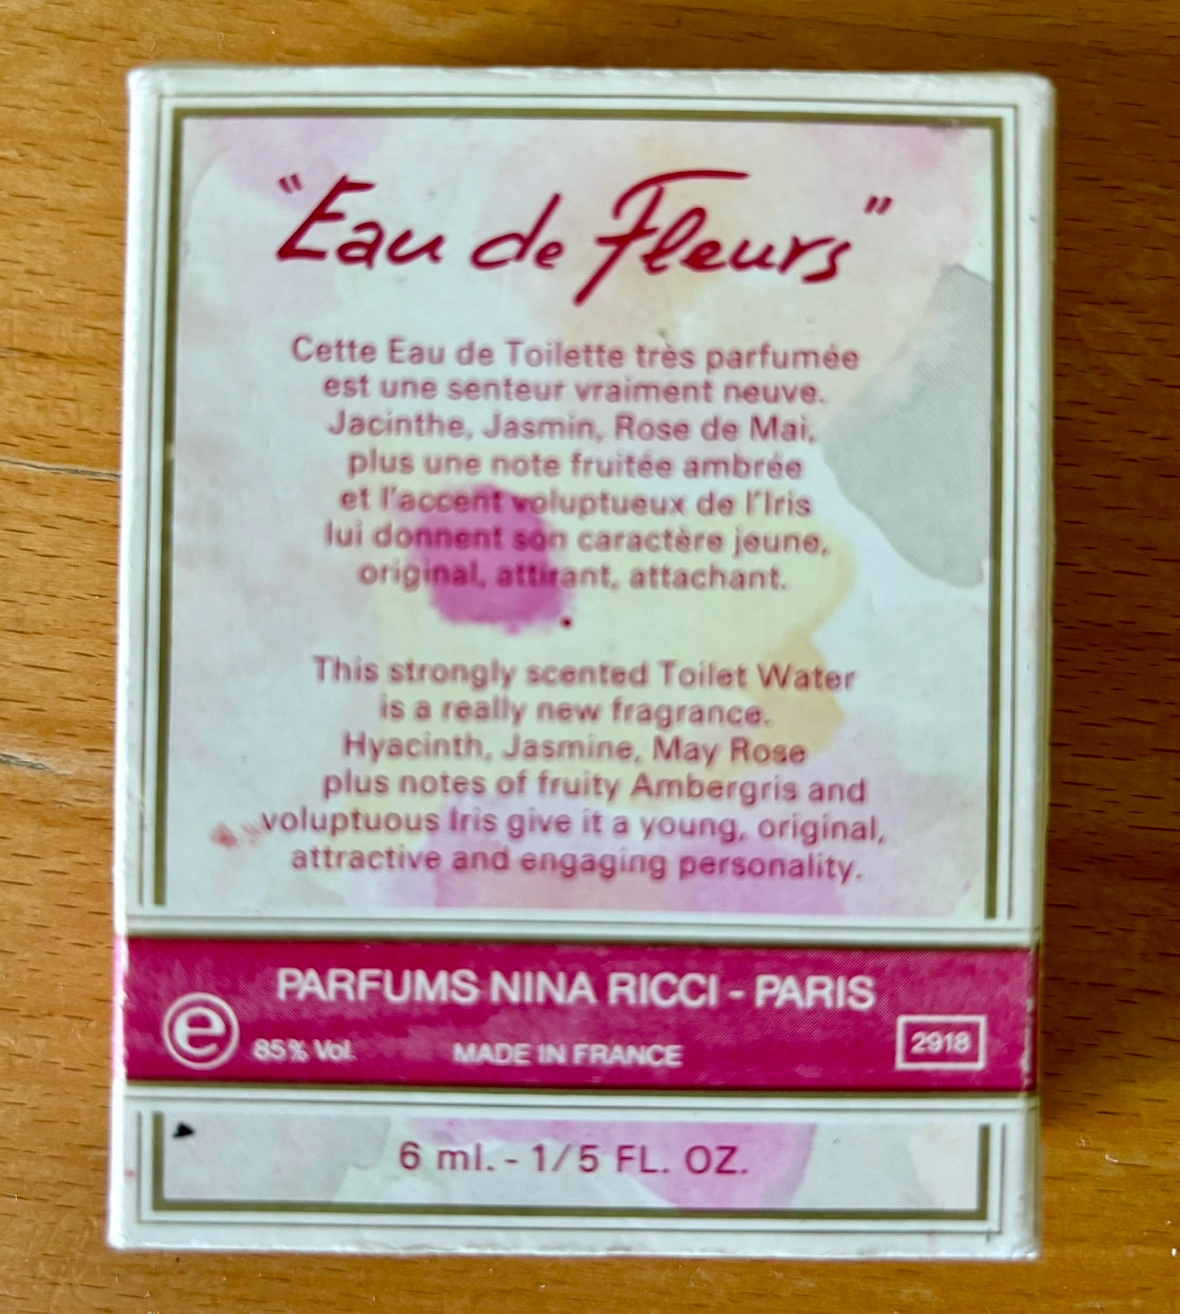 "Eau de Fleurs"
Cette Eau de Toilette très parfumée
est une senteur vraiment neuve.
Jacinthe, Jasmin, Rose de Mai,
plus une note fruitée ambrée
et l'accent voluptueux de l'Iris
lui donnent son caractère jeune,
original, attirant, attachant.
This strongly scented Toilet Water
is a really new fragrance.
Hyacinth, Jasmine, May Rose
plus notes of fruity Ambergris and
voluptuous Iris give it a young, original,
attractive and engaging personality.
PARFUMS NINA RICCI - PARIS
e 85% Vol. MADE IN FRANCE 2918
6 ml. - 1/5 FL. OZ.